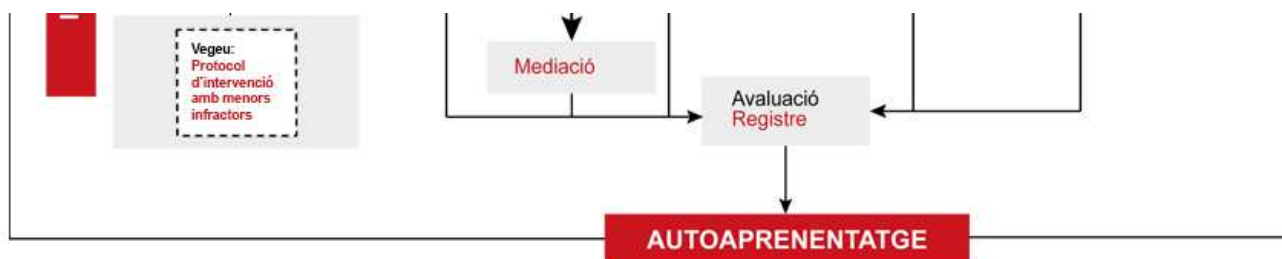 Vegeu:
Protocol
d'intervenció
amb menors
infractors
Mediació
Avaluació
Registre
AUTOAPRENENTATGE